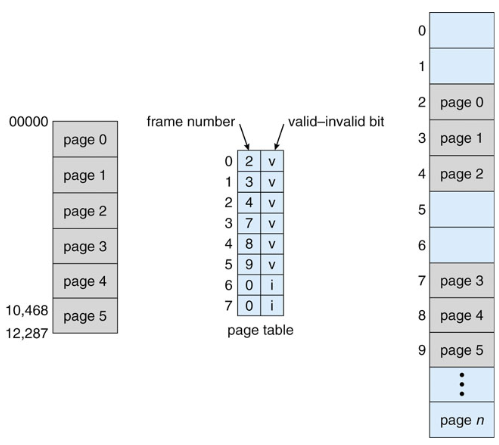 00000
page 0
page 1
page 2
page 3
page 4
10,468
page 5
12,287
frame number
valid–invalid bit
0 2 v
1 3 v
2 4 v
3 7 v
4 8 v
5 9 v
6 0 i
7 0 i
page table
0
1
2 page 0
3 page 1
4 page 2
5
6
7 page 3
8 page 4
9 page 5
page n